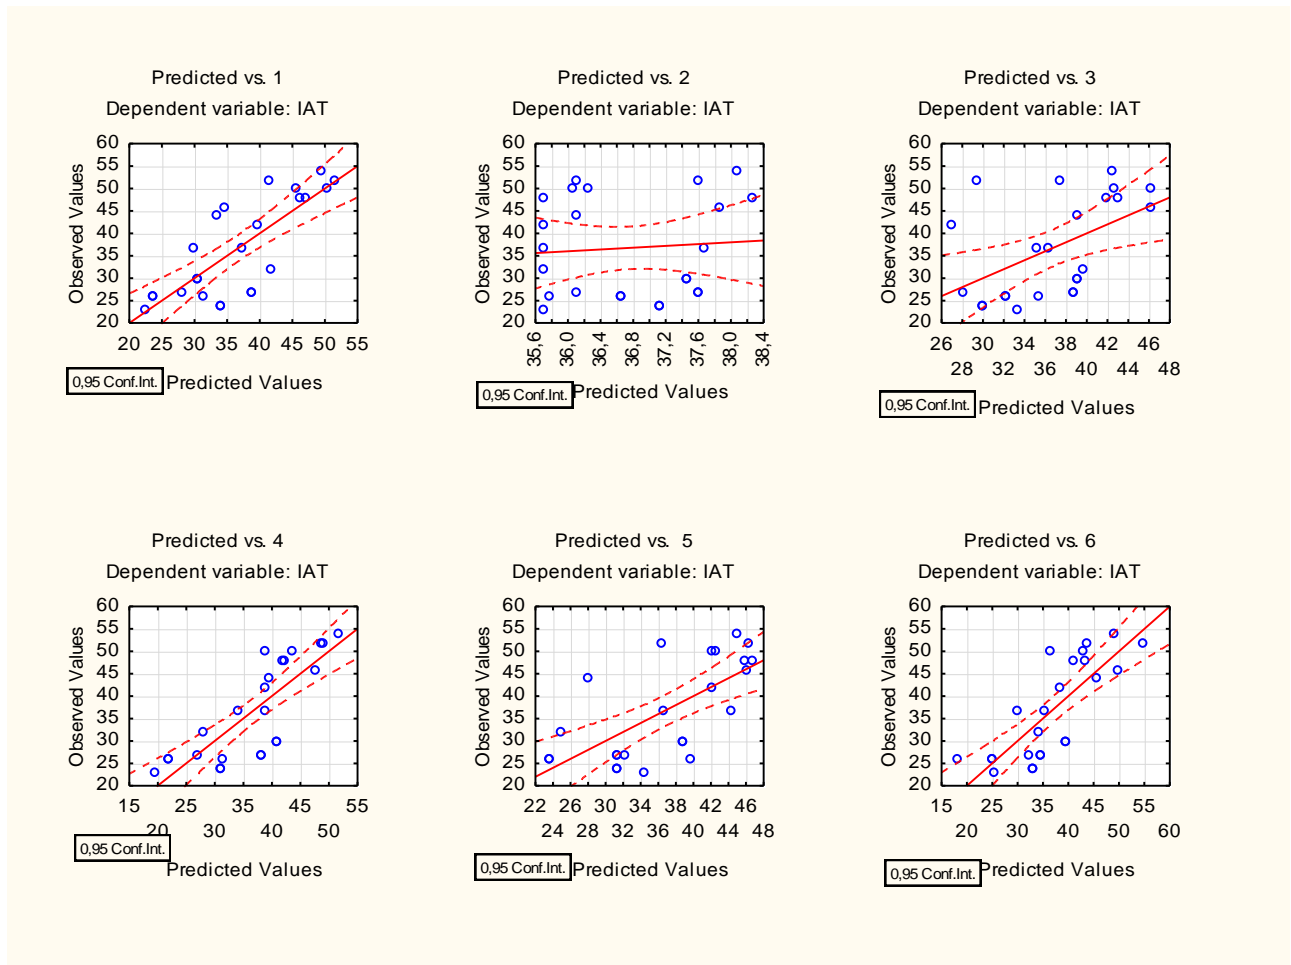 Predicted vs. 1
Dependent variable: IAT
Observed Values
60
55
50
45
40
35
30
25
20
20 25 30 35 40 45 50 55
0,95 Conf.Int.
Predicted Values
Predicted vs. 2
Dependent variable: IAT
Observed Values
60
55
50
45
40
35
30
25
20
35,6 36,0 36,4 36,8 37,2 37,6 38,0 38,4
0,95 Conf.Int.
Predicted Values
Predicted vs. 3
Dependent variable: IAT
Observed Values
60
55
50
45
40
35
30
25
20
26 30 34 38 42 46
28 32 36 40 44 48
0,95 Conf.Int.
Predicted Values
Predicted vs. 4
Dependent variable: IAT
Observed Values
60
55
50
45
40
35
30
25
20
15 25 35 45 55
20 30 40 50
0,95 Conf.Int.
Predicted Values
Predicted vs. 5
Dependent variable: IAT
Observed Values
60
55
50
45
40
35
30
25
20
22 26 30 34 38 42 46
24 28 32 36 40 44 48
0,95 Conf.Int.
Predicted Values
Predicted vs. 6
Dependent variable: IAT
Observed Values
60
55
50
45
40
35
30
25
20
15 25 35 45 55
20 30 40 50 60
0,95 Conf.Int.
Predicted Values